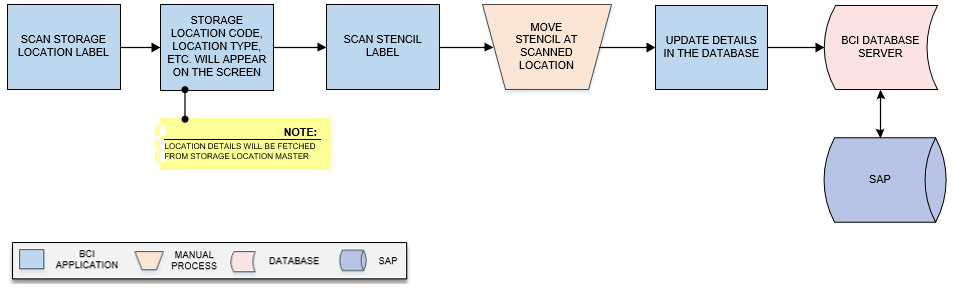 SCAN STORAGE
LOCATION LABEL
STORAGE
LOCATION CODE,
LOCATION TYPE,
ETC. WILL APPEAR
ON THE SCREEN
SCAN STENCIL
LABEL
MOVE
STENCIL AT
SCANNED
LOCATION
UPDATE DETAILS
IN THE DATABASE
BCI DATABASE
SERVER
NOTE:
LOCATION DETAILS WILL BE FETCHED
FROM STORAGE LOCATION MASTER
SAP
BCI
APPLICATION
MANUAL
PROCESS
DATABASE
SAP